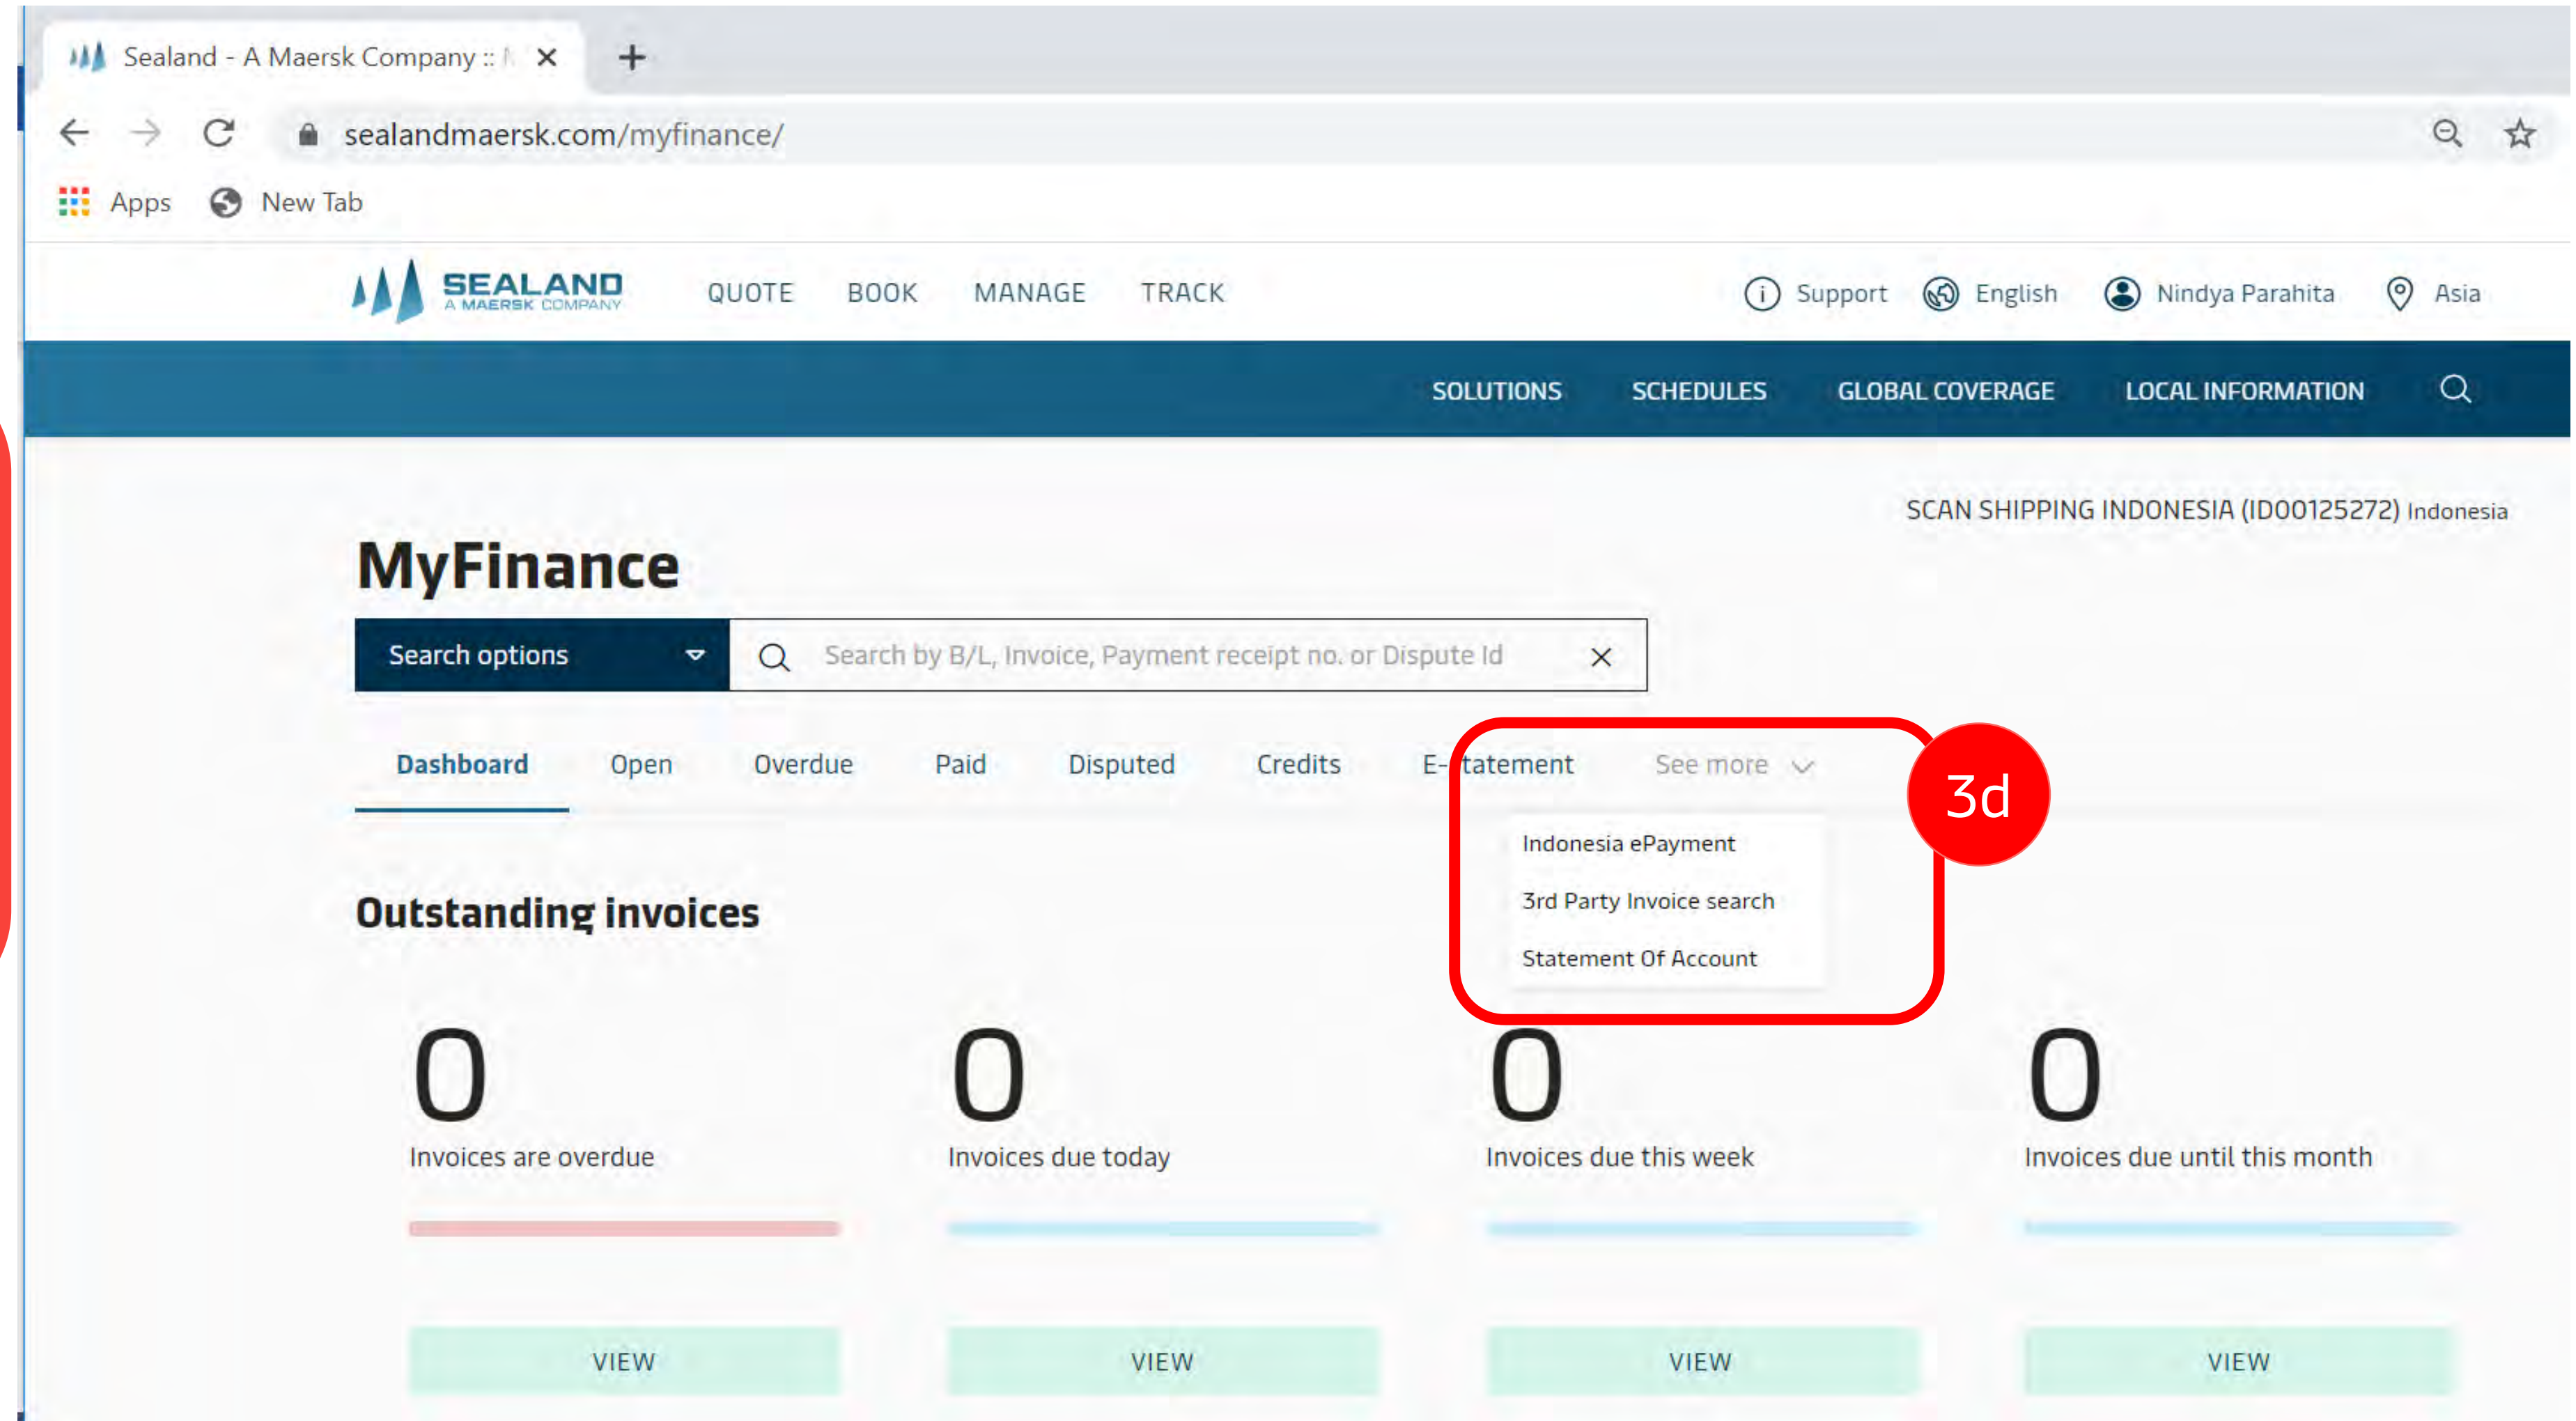 Sealand - A Maersk Company ::
sealandmaersk.com/myfinance/
Apps New Tab
SEALAND
A MAERSK COMPANY
QUOTE BOOK MANAGE TRACK
Support English Nindya Parahita Asia
SOLUTIONS SCHEDULES GLOBAL COVERAGE LOCAL INFORMATION
SCAN SHIPPING INDONESIA (ID00125272) Indonesia
MyFinance
Search options Search by B/L, Invoice, Payment receipt no. or Dispute Id
Dashboard Open Overdue Paid Disputed Credits E- tatement See more
3d
Indonesia ePayment
3rd Party Invoice search
Statement Of Account
Outstanding invoices
0 0 0 0
Invoices are overdue Invoices due today Invoices due this week Invoices due until this month
VIEW VIEW VIEW VIEW